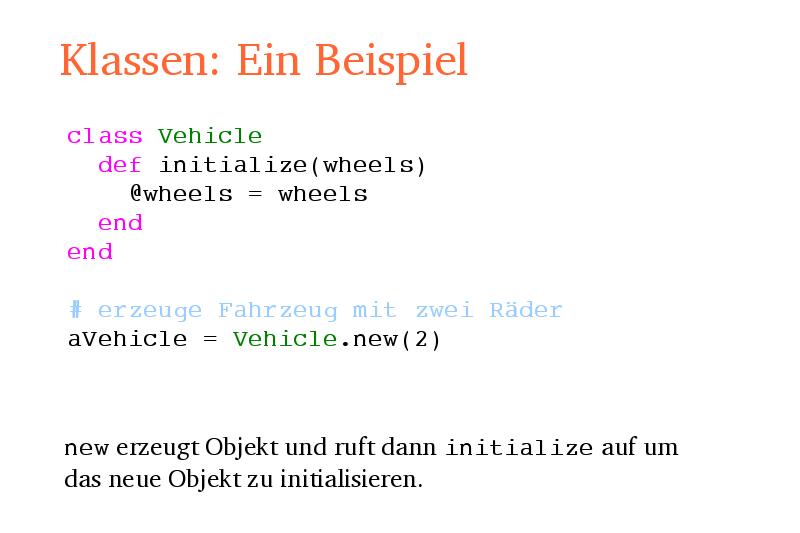 Klassen: Ein Beispiel
class Vehicle
  def initialize(wheels)
    @wheels = wheels
  end
end
# erzeuge Fahrzeug mit zwei Räder
aVehicle = Vehicle.new(2)
new erzeugt Objekt und ruft dann initialize auf um
das neue Objekt zu initialisieren.